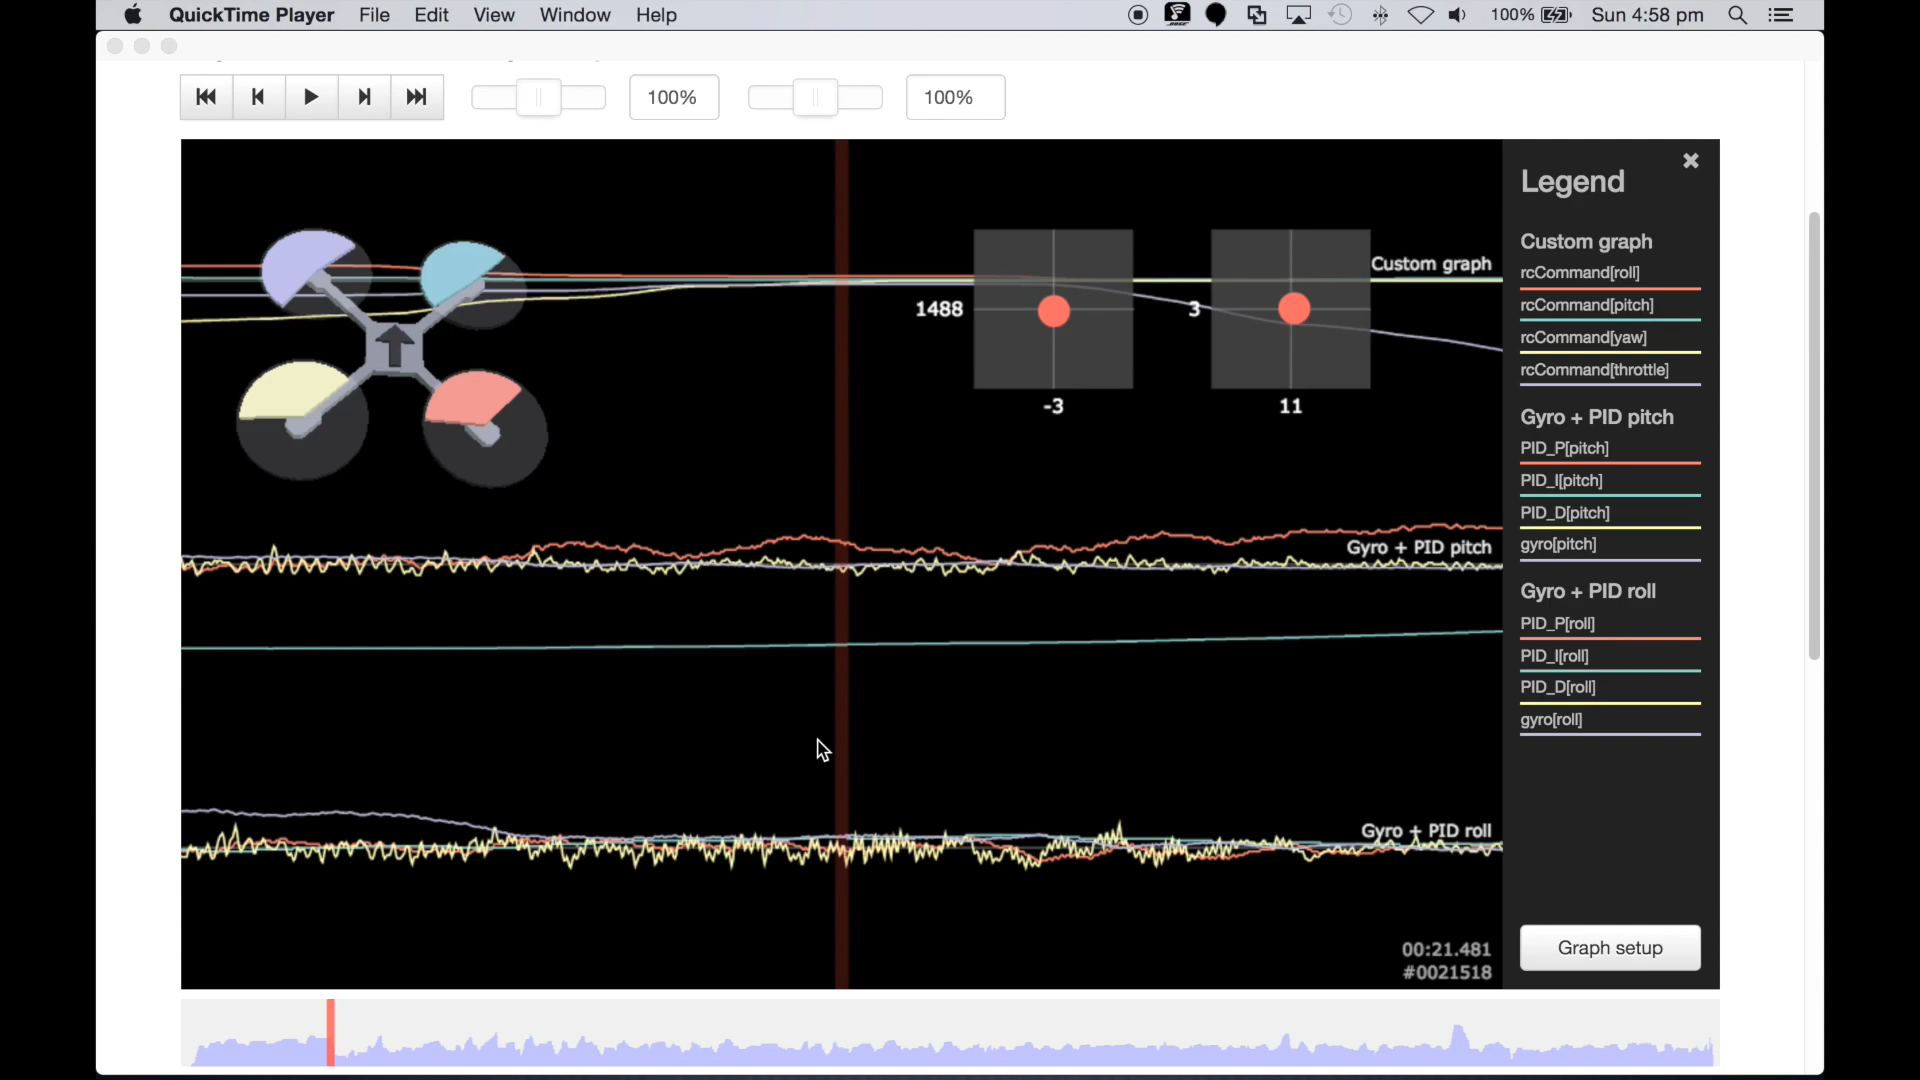 QuickTime Player File Edit View Window Help 100% Sun 4:58 pm
100% 100%
Legend
Custom graph
rcCommand[roll]
rcCommand[pitch]
rcCommand[yaw]
rcCommand[throttle]
Gyro + PID pitch
PID_P[pitch]
PID_I[pitch]
PID_D[pitch]
gyro[pitch]
Gyro + PID roll
PID_P[roll]
PID_I[roll]
PID_D[roll]
gyro[roll]
Graph setup
Custom graph
1488 3
-3 11
Gyro + PID pitch
Gyro + PID roll
00:21.481
#0021518